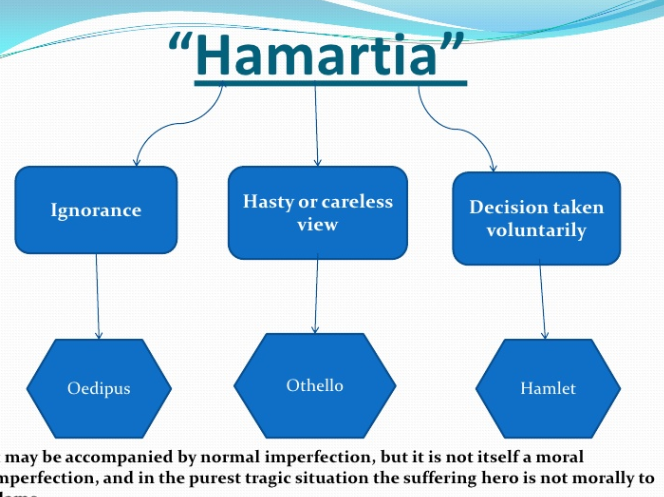 “Hamartia”
Ignorance
Hasty or careless
view
Decision taken
voluntarily
Oedipus
Othello
Hamlet
may be accompanied by normal imperfection, but it is not itself a moral
mperfection, and in the purest tragic situation the suffering hero is not morally to